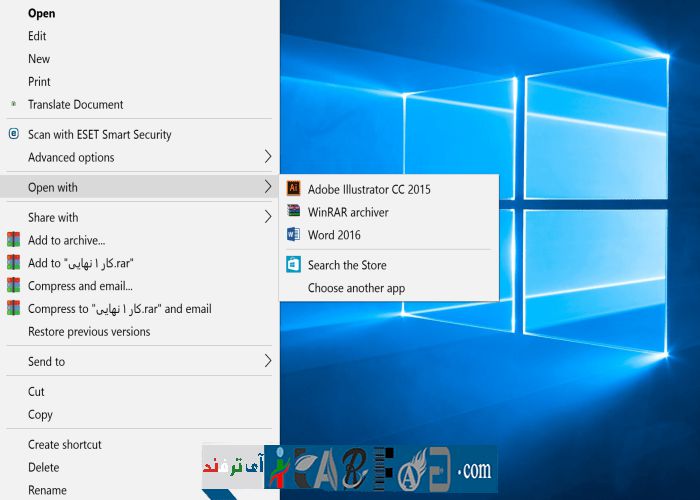 Open
Edit
New
Print
Translate Document
Scan with ESET Smart Security
Advanced options
Open with
Adobe Illustrator CC 2015
WinRAR archiver
Word 2016
Search the Store
Choose another app
Share with
Add to archive...
Add to "کار ۱ نهایی.rar"
Compress and email...
Compress to "کار ۱ نهایی.rar" and email
Restore previous versions
Send to
Cut
Copy
Create shortcut
Delete
Rename
آی ترفند
.com